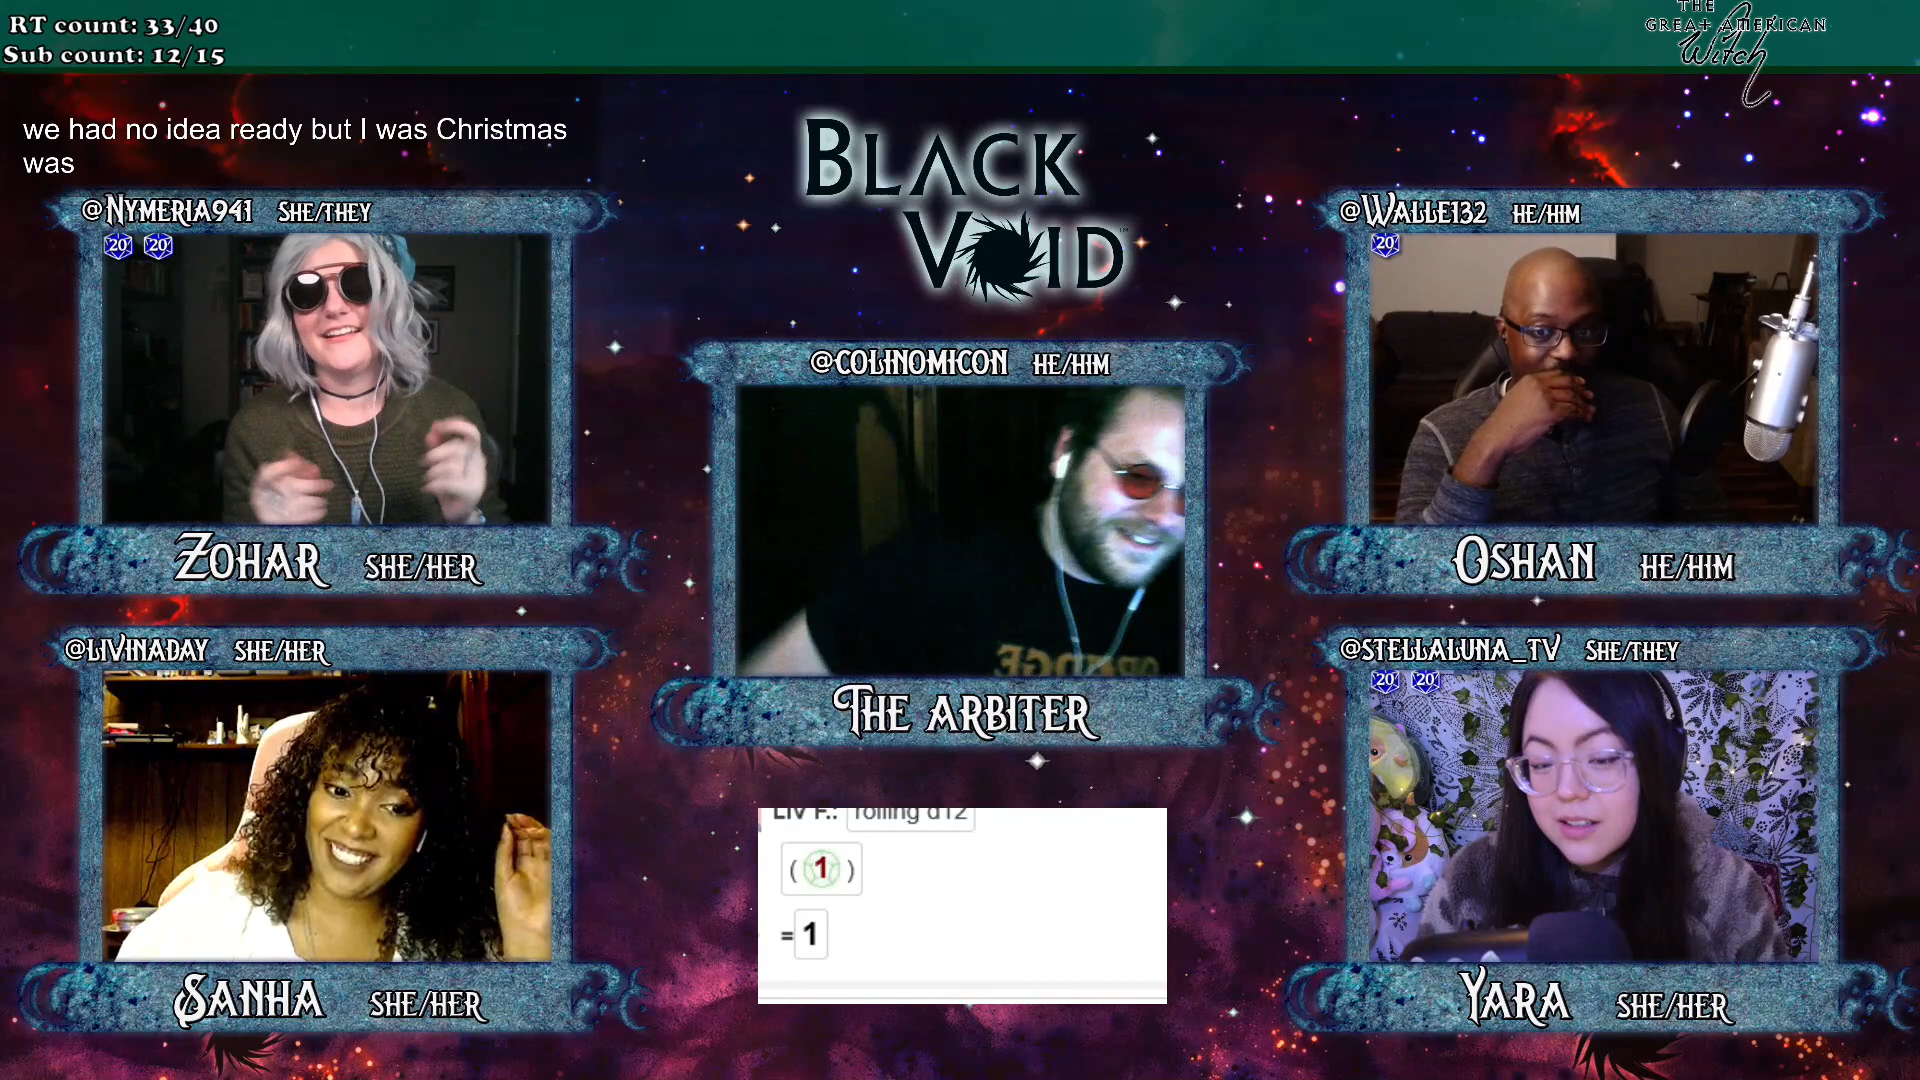 RT count: 33/40
Sub count: 12/15
THE
GREAT AMERICAN
Witch
we had no idea ready but I was Christmas
was
BLACK
VOID
@NYMERIA941 SHE/THEY
20 20
ZOHAR SHE/HER
@COLINOMICON HE/HIM
THE ARBITER
@WALLE132 HE/HIM
20
OSHAN HE/HIM
@LIVINADAY SHE/HER
SANHA SHE/HER
LIV F.: rolling d12
( 1 )
= 1
@STELLALUNA_TV SHE/THEY
20 20
YARA SHE/HER